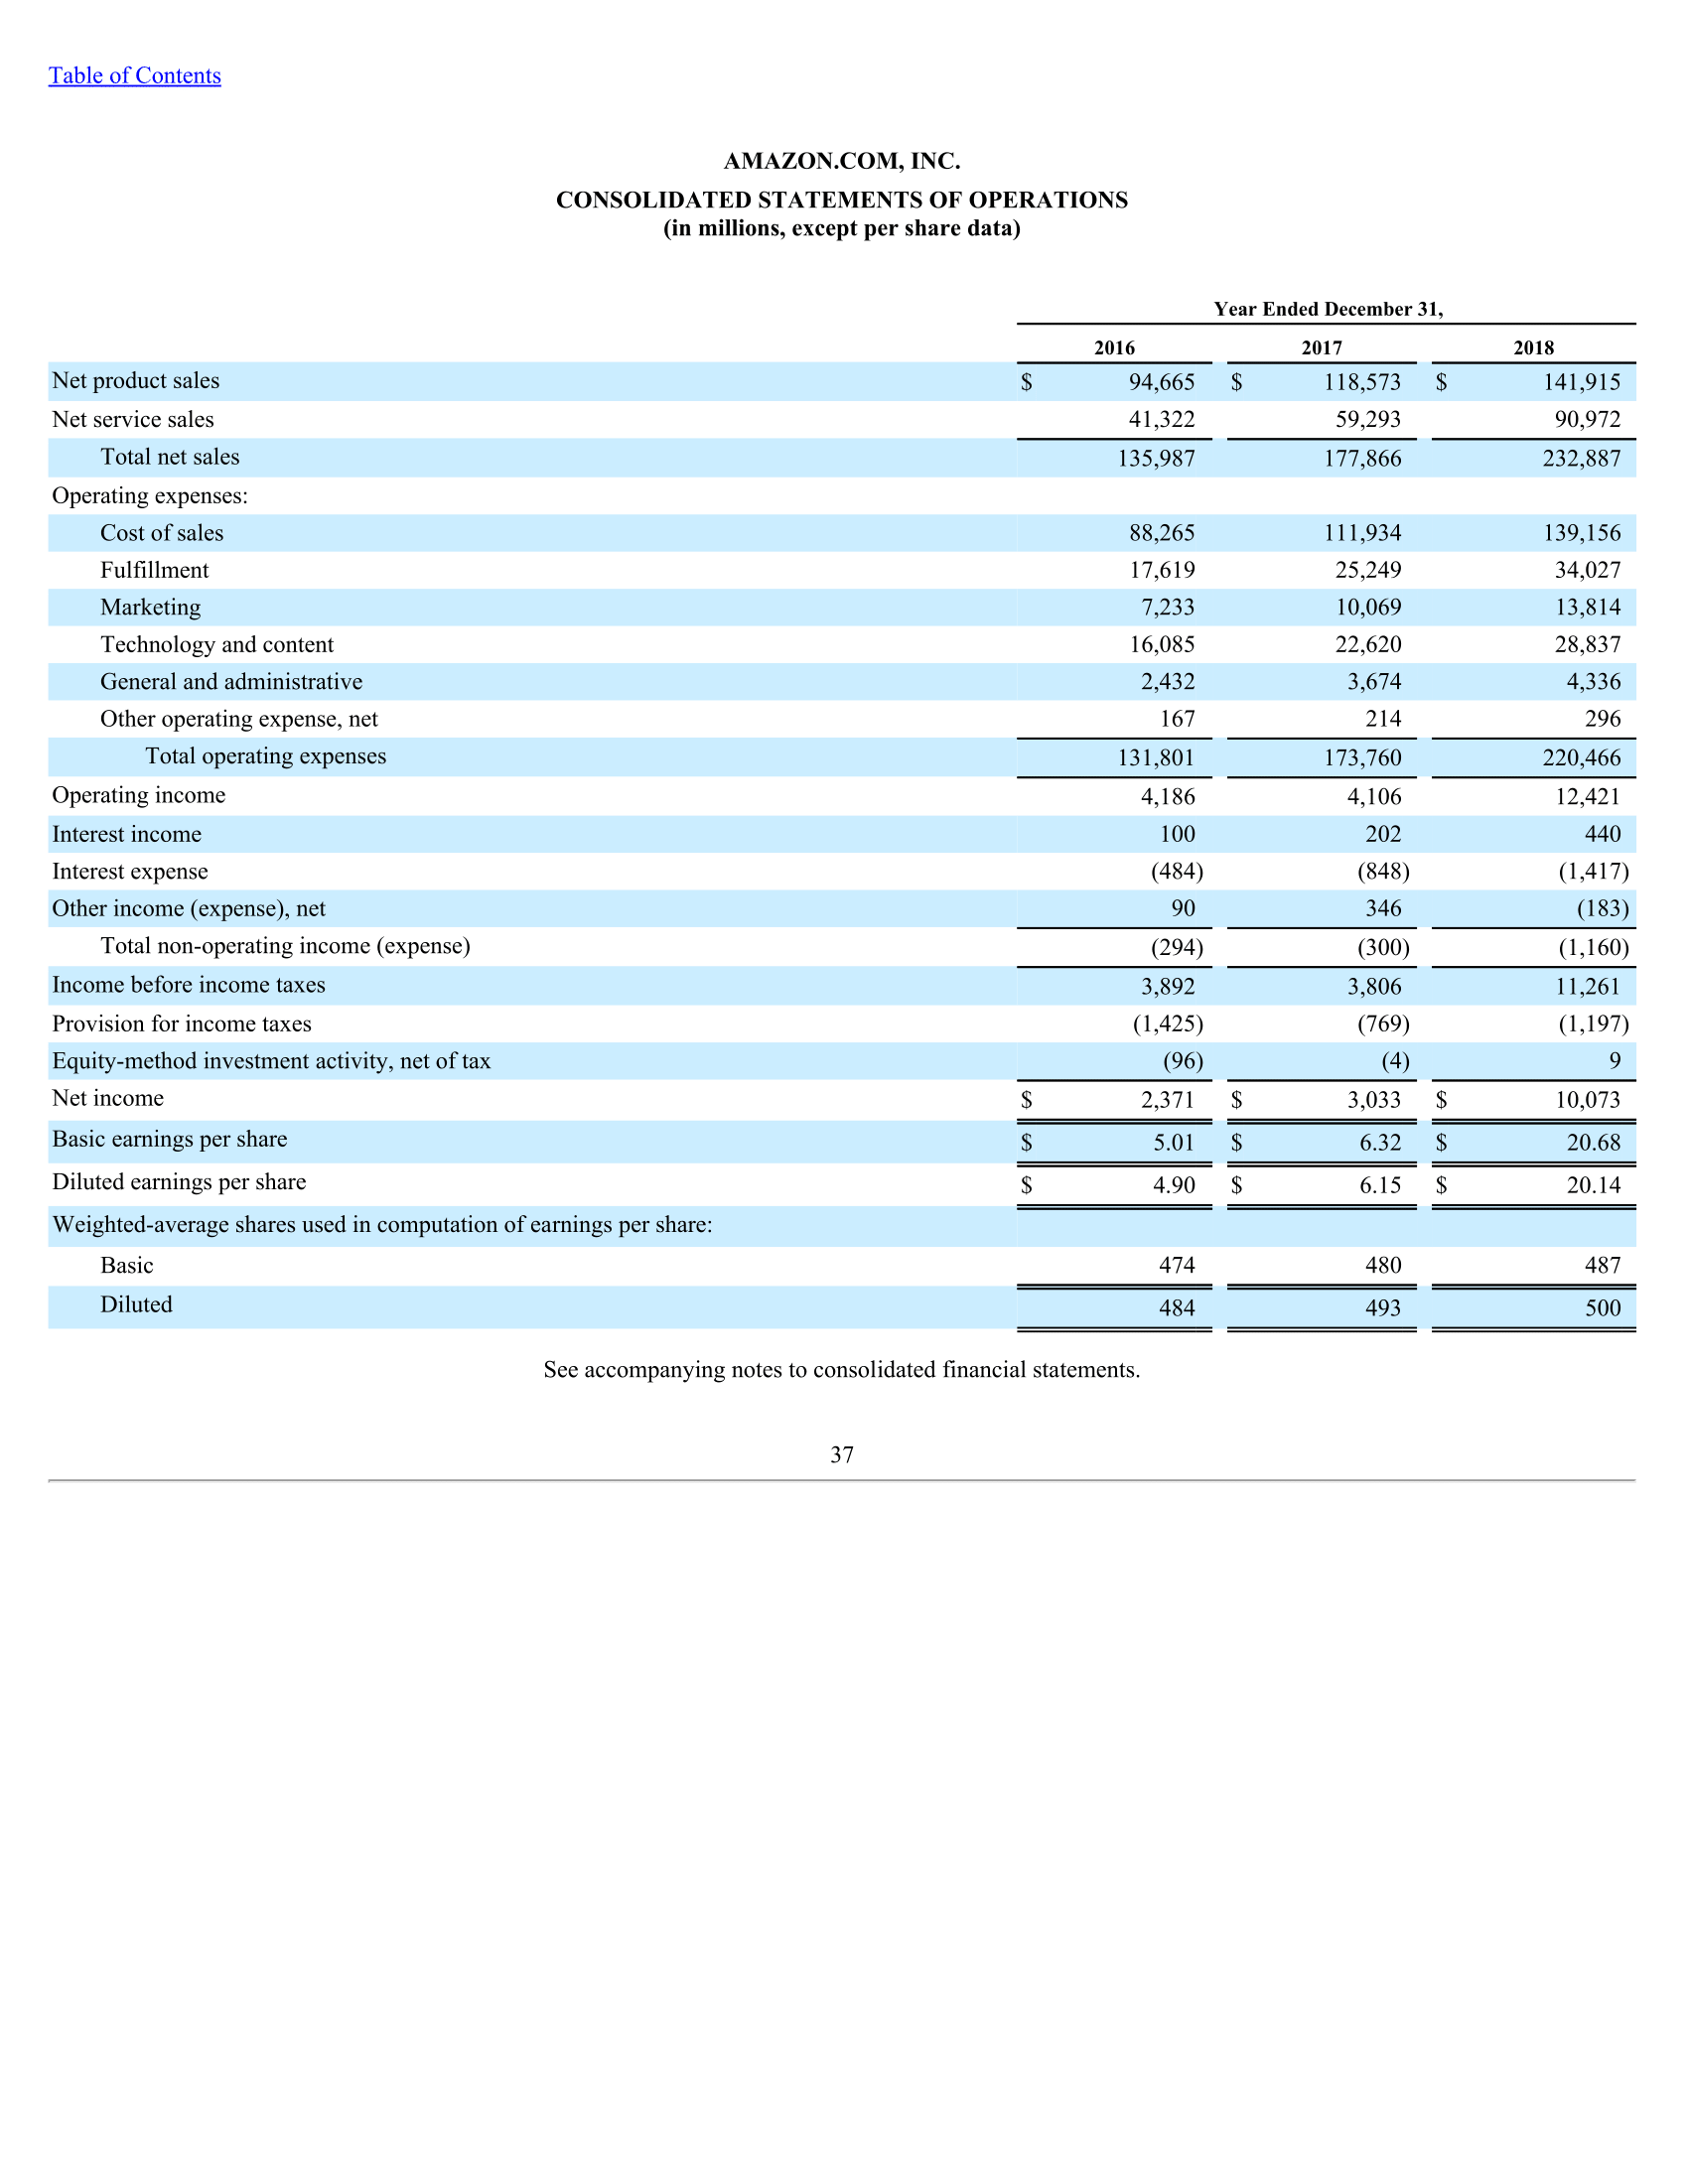 Table of Contents
AMAZON.COM, INC.
CONSOLIDATED STATEMENTS OF OPERATIONS
(in millions, except per share data)
Year Ended December 31,
2016 2017 2018
Net product sales $ 94,665 $ 118,573 $ 141,915
Net service sales 41,322 59,293 90,972
Total net sales 135,987 177,866 232,887
Operating expenses:
Cost of sales 88,265 111,934 139,156
Fulfillment 17,619 25,249 34,027
Marketing 7,233 10,069 13,814
Technology and content 16,085 22,620 28,837
General and administrative 2,432 3,674 4,336
Other operating expense, net 167 214 296
Total operating expenses 131,801 173,760 220,466
Operating income 4,186 4,106 12,421
Interest income 100 202 440
Interest expense (484) (848) (1,417)
Other income (expense), net 90 346 (183)
Total non-operating income (expense) (294) (300) (1,160)
Income before income taxes 3,892 3,806 11,261
Provision for income taxes (1,425) (769) (1,197)
Equity-method investment activity, net of tax (96) (4) 9
Net income $ 2,371 $ 3,033 $ 10,073
Basic earnings per share $ 5.01 $ 6.32 $ 20.68
Diluted earnings per share $ 4.90 $ 6.15 $ 20.14
Weighted-average shares used in computation of earnings per share:
Basic 474 480 487
Diluted 484 493 500
See accompanying notes to consolidated financial statements.
37